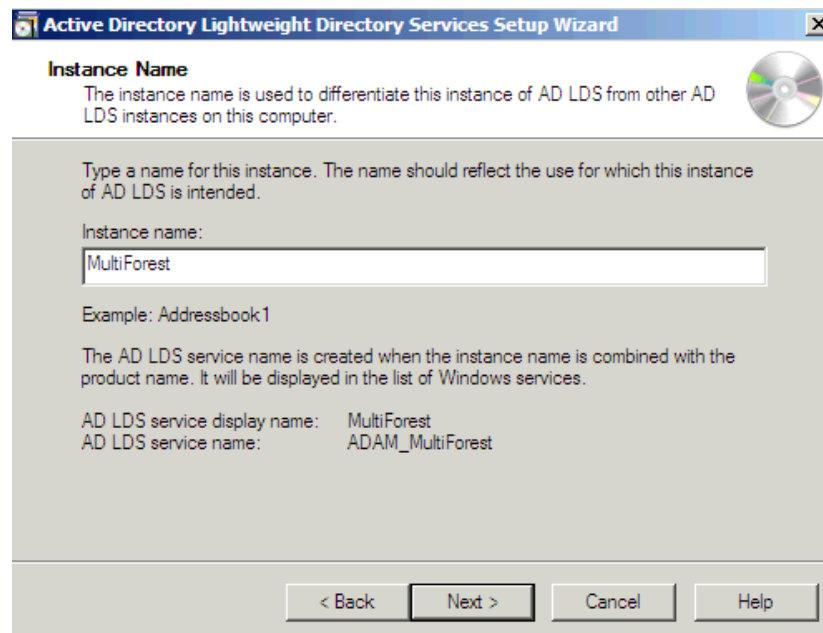 Active Directory Lightweight Directory Services Setup Wizard
Instance Name
The instance name is used to differentiate this instance of AD LDS from other AD
LDS instances on this computer.
Type a name for this instance. The name should reflect the use for which this instance
of AD LDS is intended.
Instance name:
MultiForest
Example: Addressbook1
The AD LDS service name is created when the instance name is combined with the
product name. It will be displayed in the list of Windows services.
AD LDS service display name: MultiForest
AD LDS service name: ADAM_MultiForest
< Back Next > Cancel Help